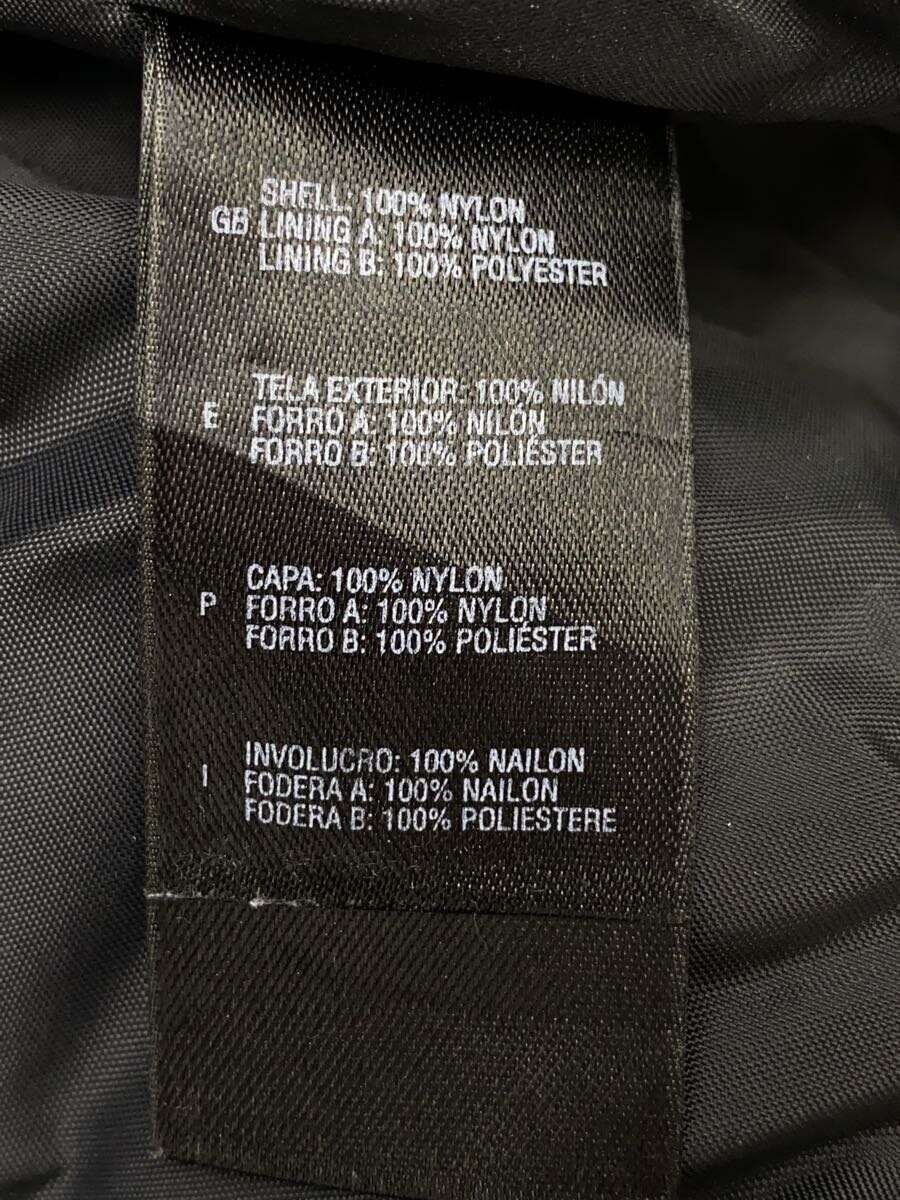 SHELL: 100% NYLON
GB LINING A: 100% NYLON
LINING B: 100% POLYESTER
TELA EXTERIOR: 100% NILÓN
E FORRO A: 100% NILÓN
FORRO B: 100% POLIÉSTER
CAPA: 100% NYLON
P FORRO A: 100% NYLON
FORRO B: 100% POLIÉSTER
INVOLUCRO: 100% NAILON
I FODERA A: 100% NAILON
FODERA B: 100% POLIESTERE